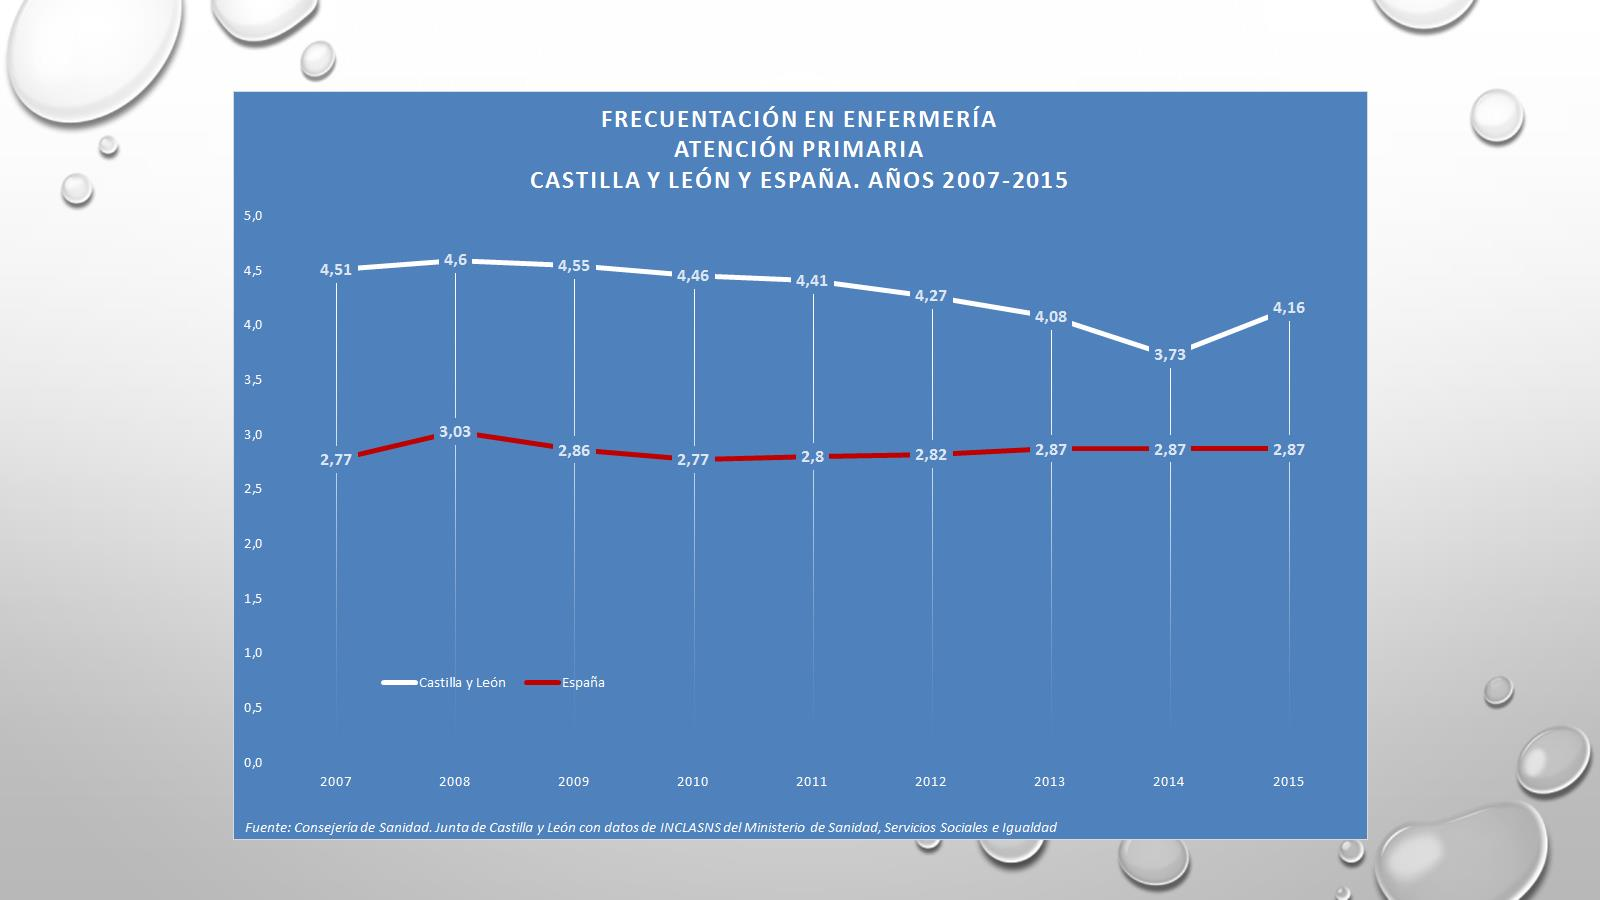 FRECUENTACIÓN EN ENFERMERÍA
ATENCIÓN PRIMARIA
CASTILLA Y LEÓN Y ESPAÑA. AÑOS 2007-2015
5,0
4,5
4,0
3,5
3,0
2,5
2,0
1,5
1,0
0,5
0,0
4,51 4,6 4,55 4,46 4,41 4,27 4,08 3,73 4,16
2,77 3,03 2,86 2,77 2,8 2,82 2,87 2,87 2,87
Castilla y León España
2007 2008 2009 2010 2011 2012 2013 2014 2015
Fuente: Consejería de Sanidad. Junta de Castilla y León con datos de INCLASNS del Ministerio de Sanidad, Servicios Sociales e Igualdad